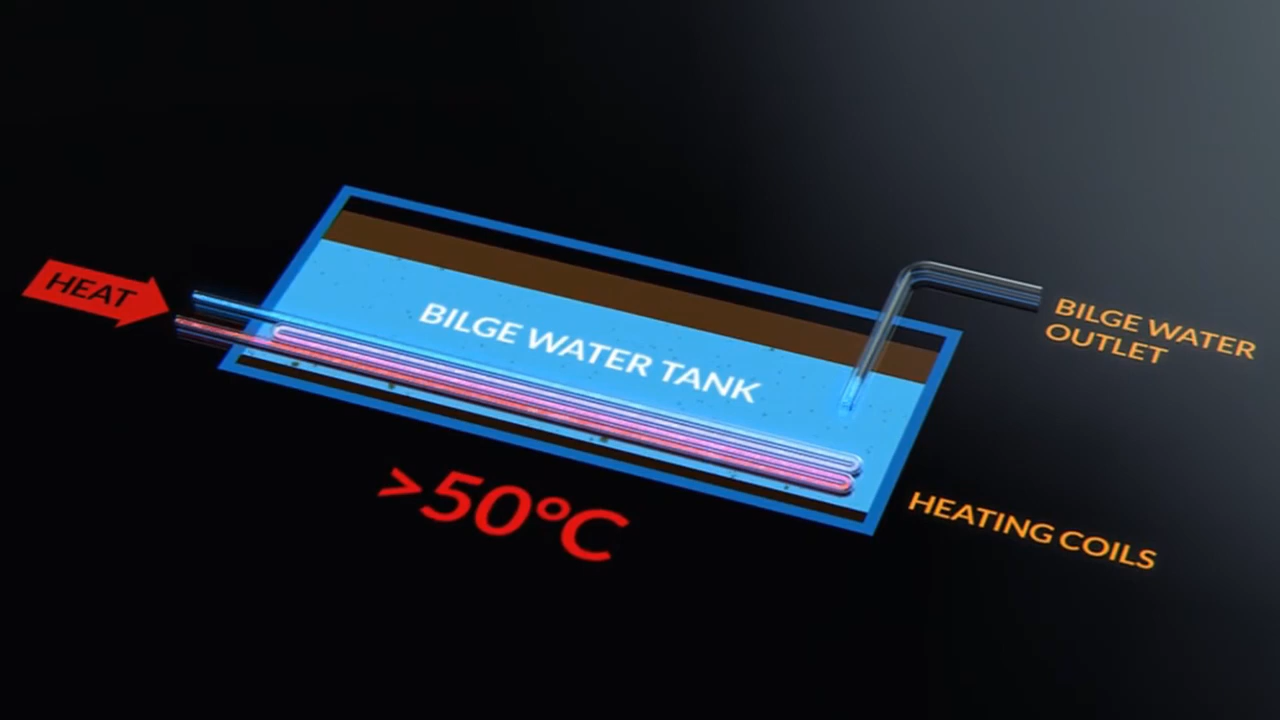 HEAT
BILGE WATER TANK
BILGE WATER
OUTLET
>50°C
HEATING COILS